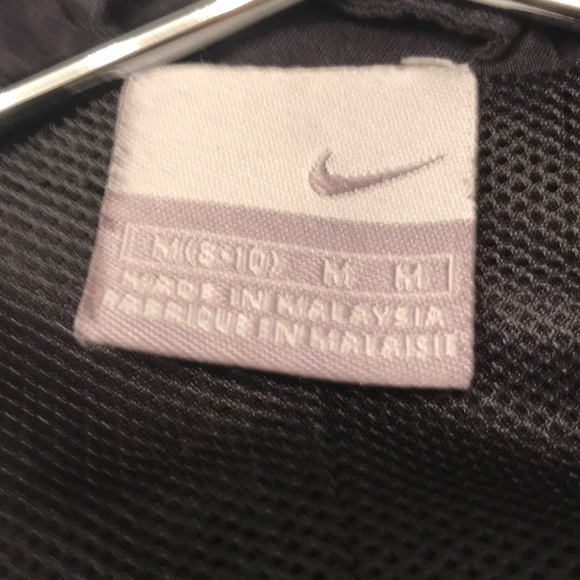 M(8-10) M M
MADE IN MALAYSIA
FABRIQUE EN MALAISIE